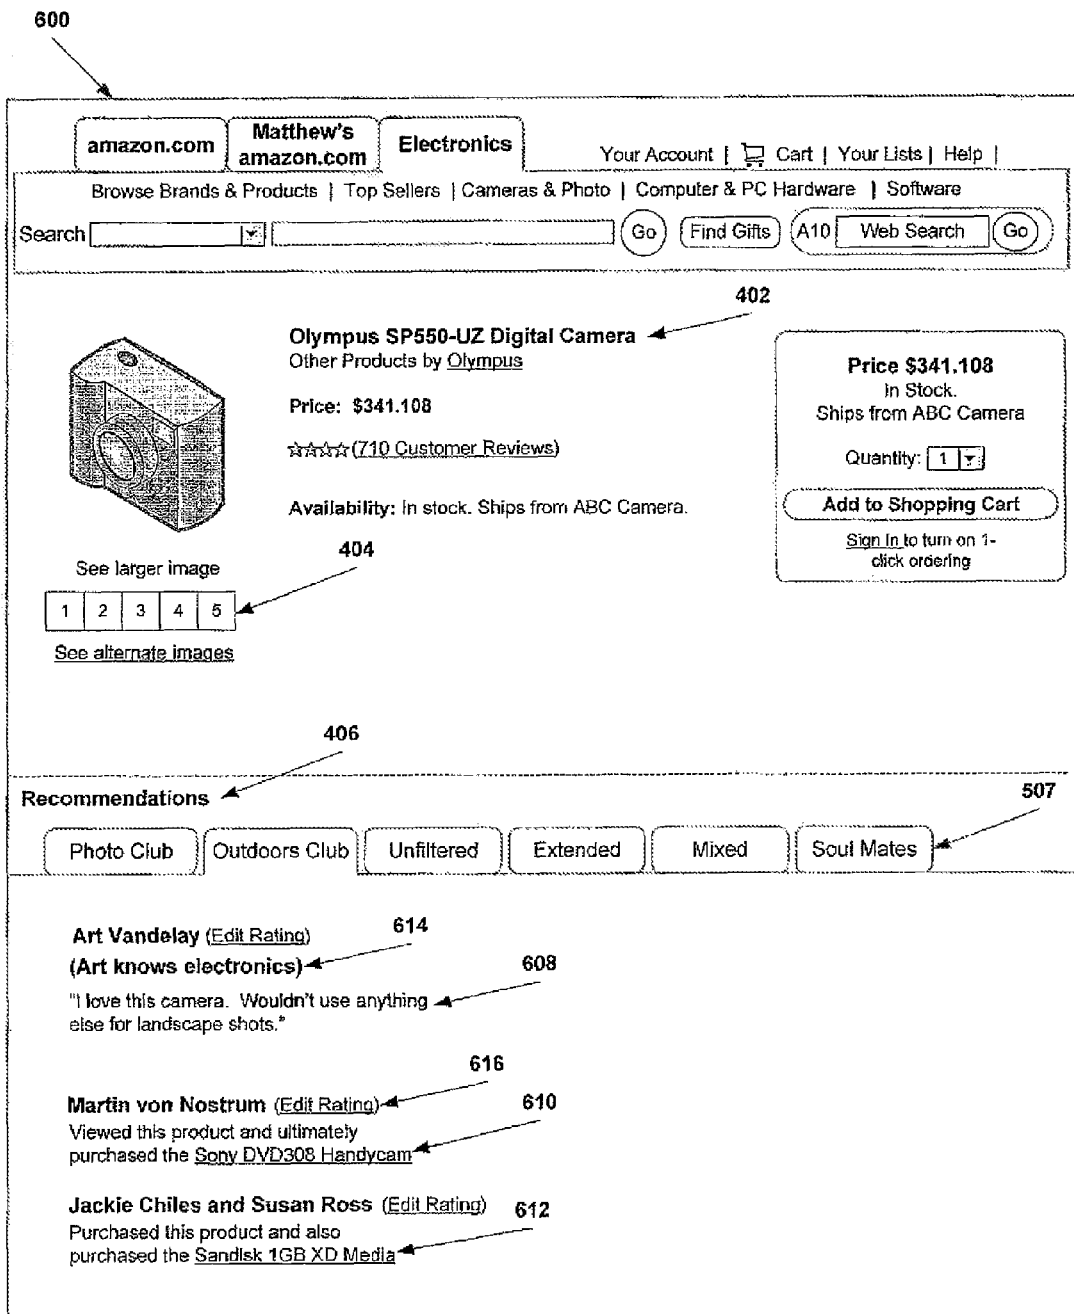 600
amazon.com
Matthew's
amazon.com
Electronics
Your Account | Cart | Your Lists | Help |
Browse Brands & Products | Top Sellers | Cameras & Photo | Computer & PC Hardware | Software
Search Go Find Gifts A10 Web Search Go
402
Olympus SP550-UZ Digital Camera
Other Products by Olympus
Price: $341.108
☆☆☆☆ (710 Customer Reviews)
Availability: In stock. Ships from ABC Camera.
Price $341.108
In Stock.
Ships from ABC Camera
Quantity: 1
Add to Shopping Cart
Sign In to turn on 1-
click ordering
404
See larger image
1 2 3 4 5
See alternate images
406
Recommendations
507
Photo Club Outdoors Club Unfiltered Extended Mixed Soul Mates
Art Vandelay (Edit Rating)
614
(Art knows electronics)
608
"I love this camera. Wouldn't use anything
else for landscape shots."
616
Martin von Nostrum (Edit Rating)
610
Viewed this product and ultimately
purchased the Sony DVD308 Handycam
Jackie Chiles and Susan Ross (Edit Rating)
612
Purchased this product and also
purchased the Sandisk 1GB XD Media